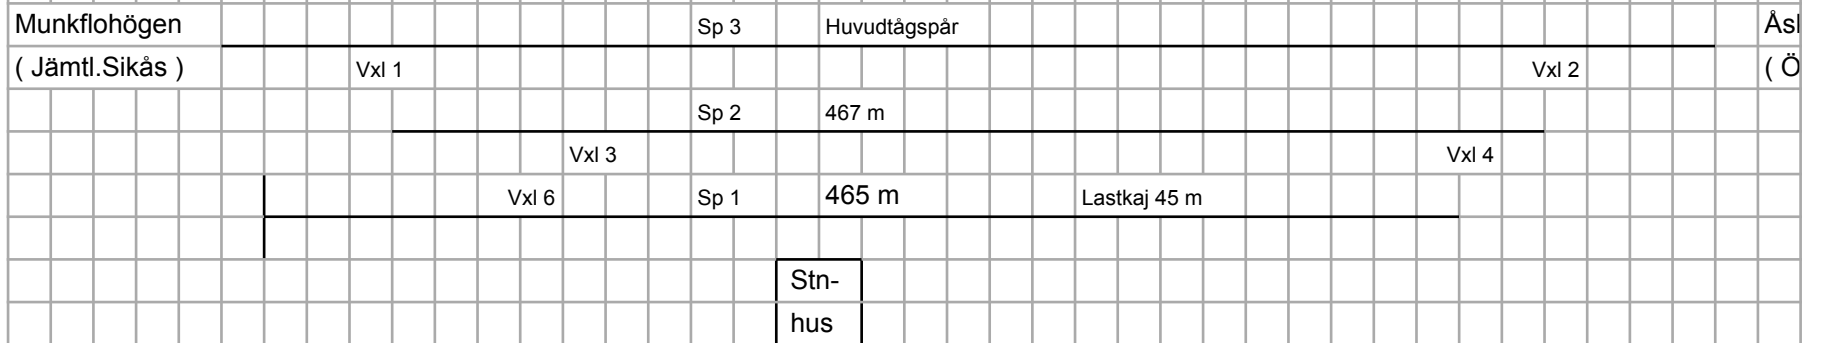 Munkflohögen Sp 3 Huvudtågspår Åsl
( Jämtl.Sikås ) Vxl 1 Vxl 2 ( Ö
Sp 2 467 m
Vxl 3 Vxl 4
Vxl 6 Sp 1 465 m Lastkaj 45 m
Stn-
hus